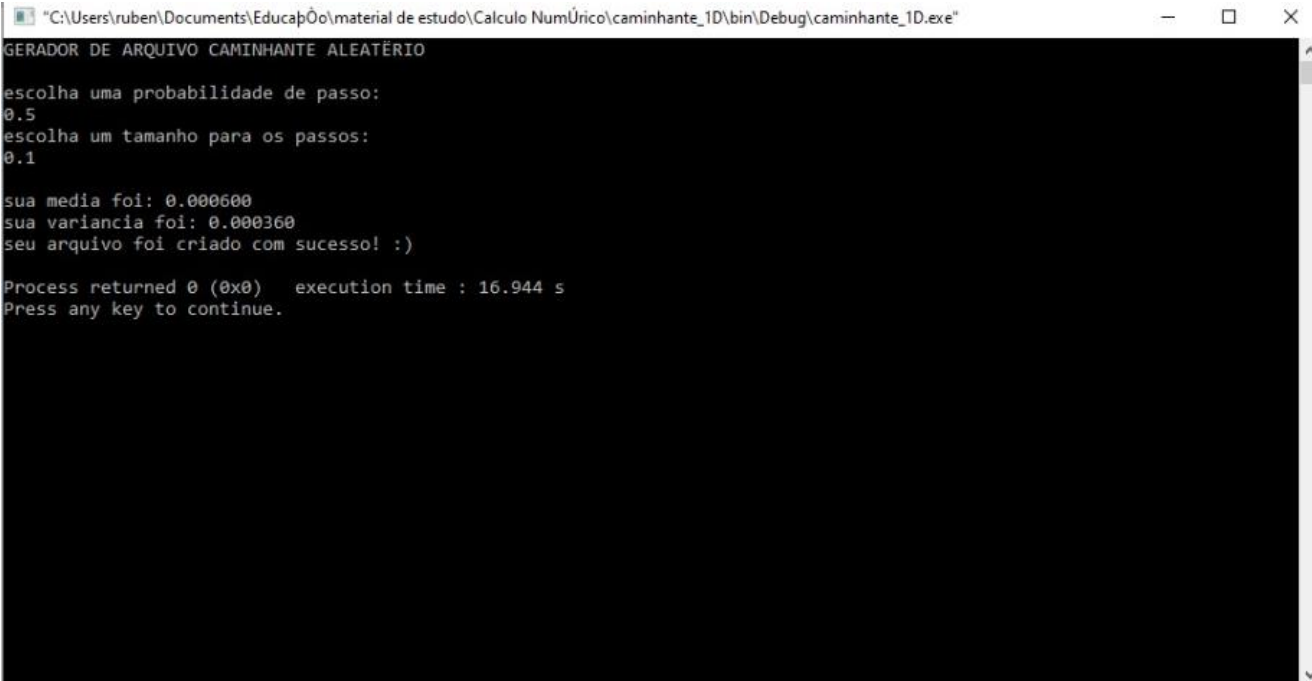 "C:\Users\ruben\Documents\EducaþÒo\material de estudo\Calculo NumÚrico\caminhante_1D\bin\Debug\caminhante_1D.exe"
GERADOR DE ARQUIVO CAMINHANTE ALEATËRIO
escolha uma probabilidade de passo:
0.5
escolha um tamanho para os passos:
0.1
sua media foi: 0.000600
sua variancia foi: 0.000360
seu arquivo foi criado com sucesso! :)
Process returned 0 (0x0)   execution time : 16.944 s
Press any key to continue.